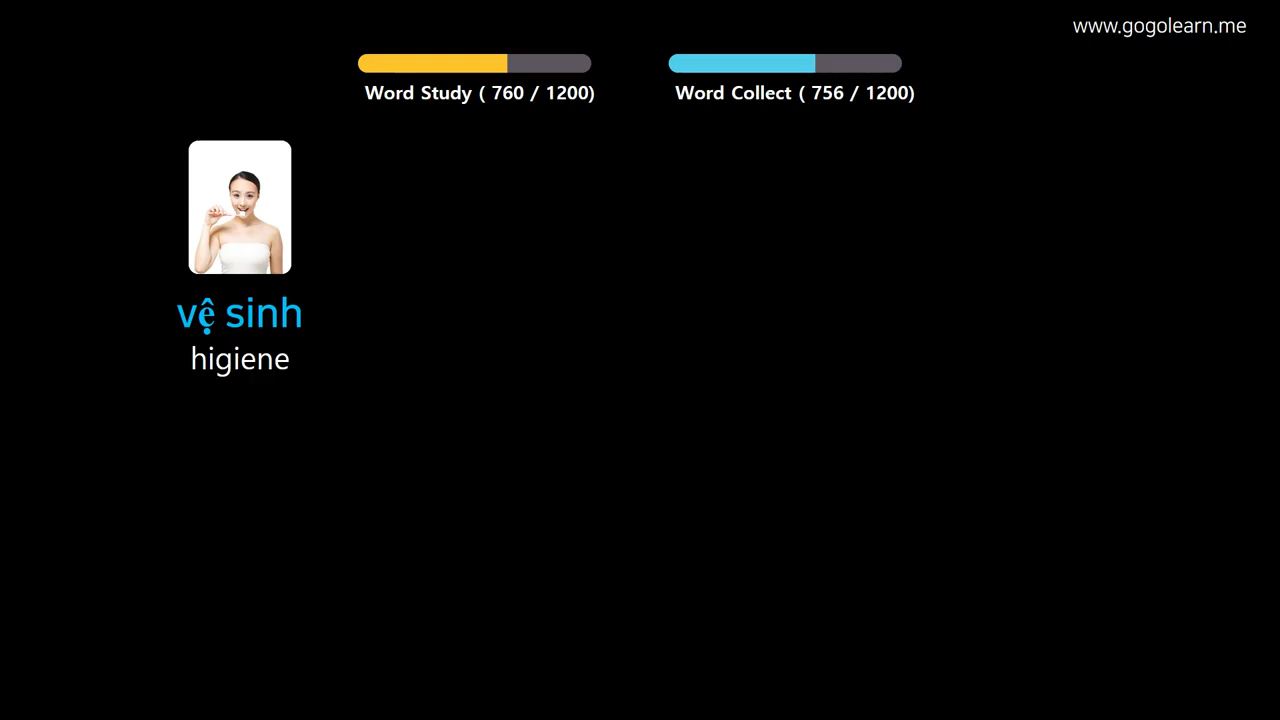 www.gogolearn.me
Word Study ( 760 / 1200)
Word Collect ( 756 / 1200)
vệ sinh
higiene